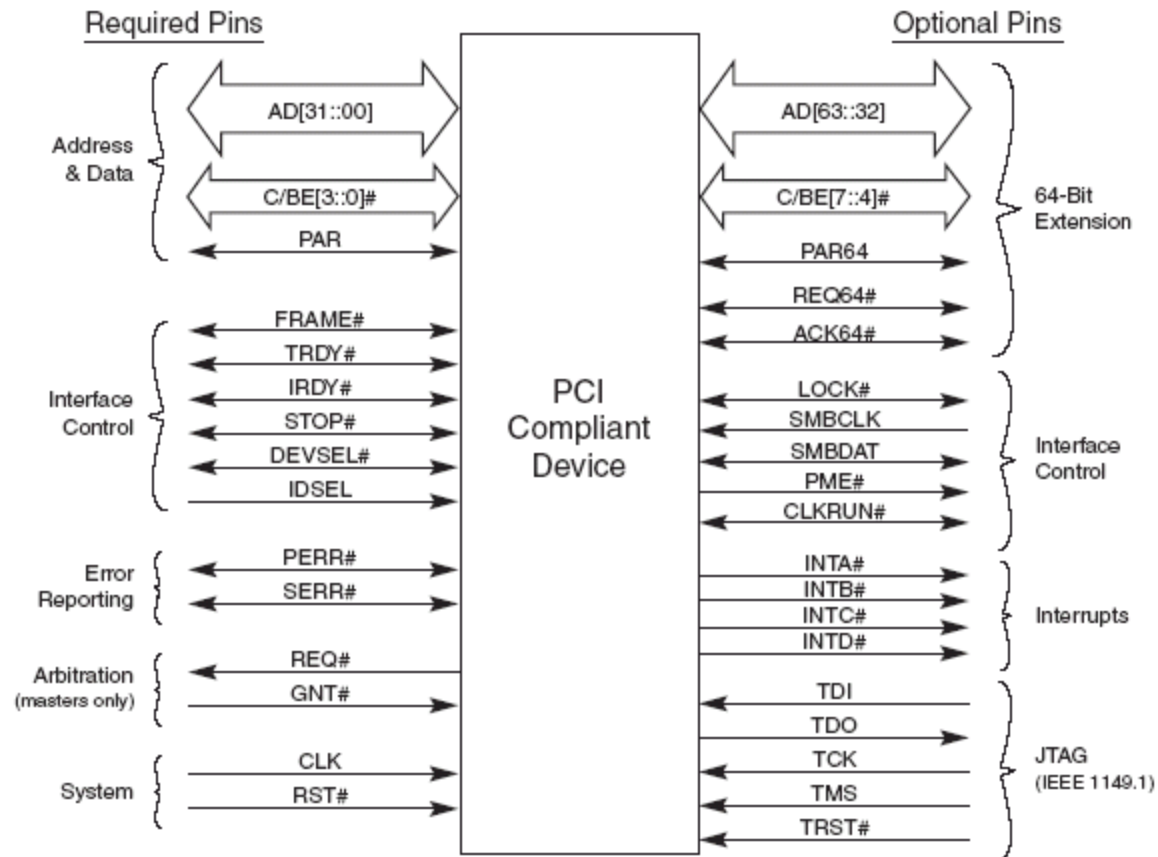 Required Pins
Optional Pins
Address
& Data
AD[31::00]
C/BE[3::0]#
PAR
Interface
Control
FRAME#
TRDY#
IRDY#
STOP#
DEVSEL#
IDSEL
Error
Reporting
PERR#
SERR#
Arbitration
(masters only)
REQ#
GNT#
System
CLK
RST#
PCI
Compliant
Device
AD[63::32]
C/BE[7::4]#
PAR64
REQ64#
ACK64#
64-Bit
Extension
LOCK#
SMBCLK
SMBDAT
PME#
CLKRUN#
Interface
Control
INTA#
INTB#
INTC#
INTD#
Interrupts
TDI
TDO
TCK
TMS
TRST#
JTAG
(IEEE 1149.1)